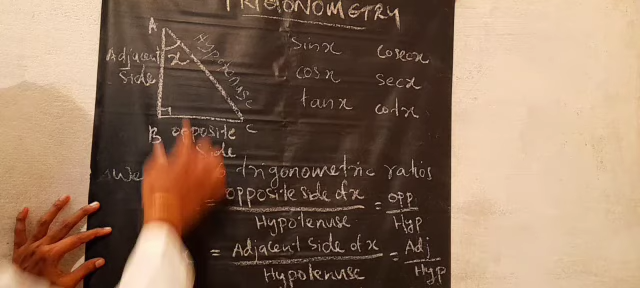 TRIGONOMETRY
A
Adjacent
Side
x
Hypotenuse
B
opposite
side
C
sinx
cosecx
cosx
secx
tanx
cotx
trigonometric ratios
= opposite side of x = opp
Hypotenuse Hyp
= Adjacent side of x = Adj
Hypotenuse Hyp